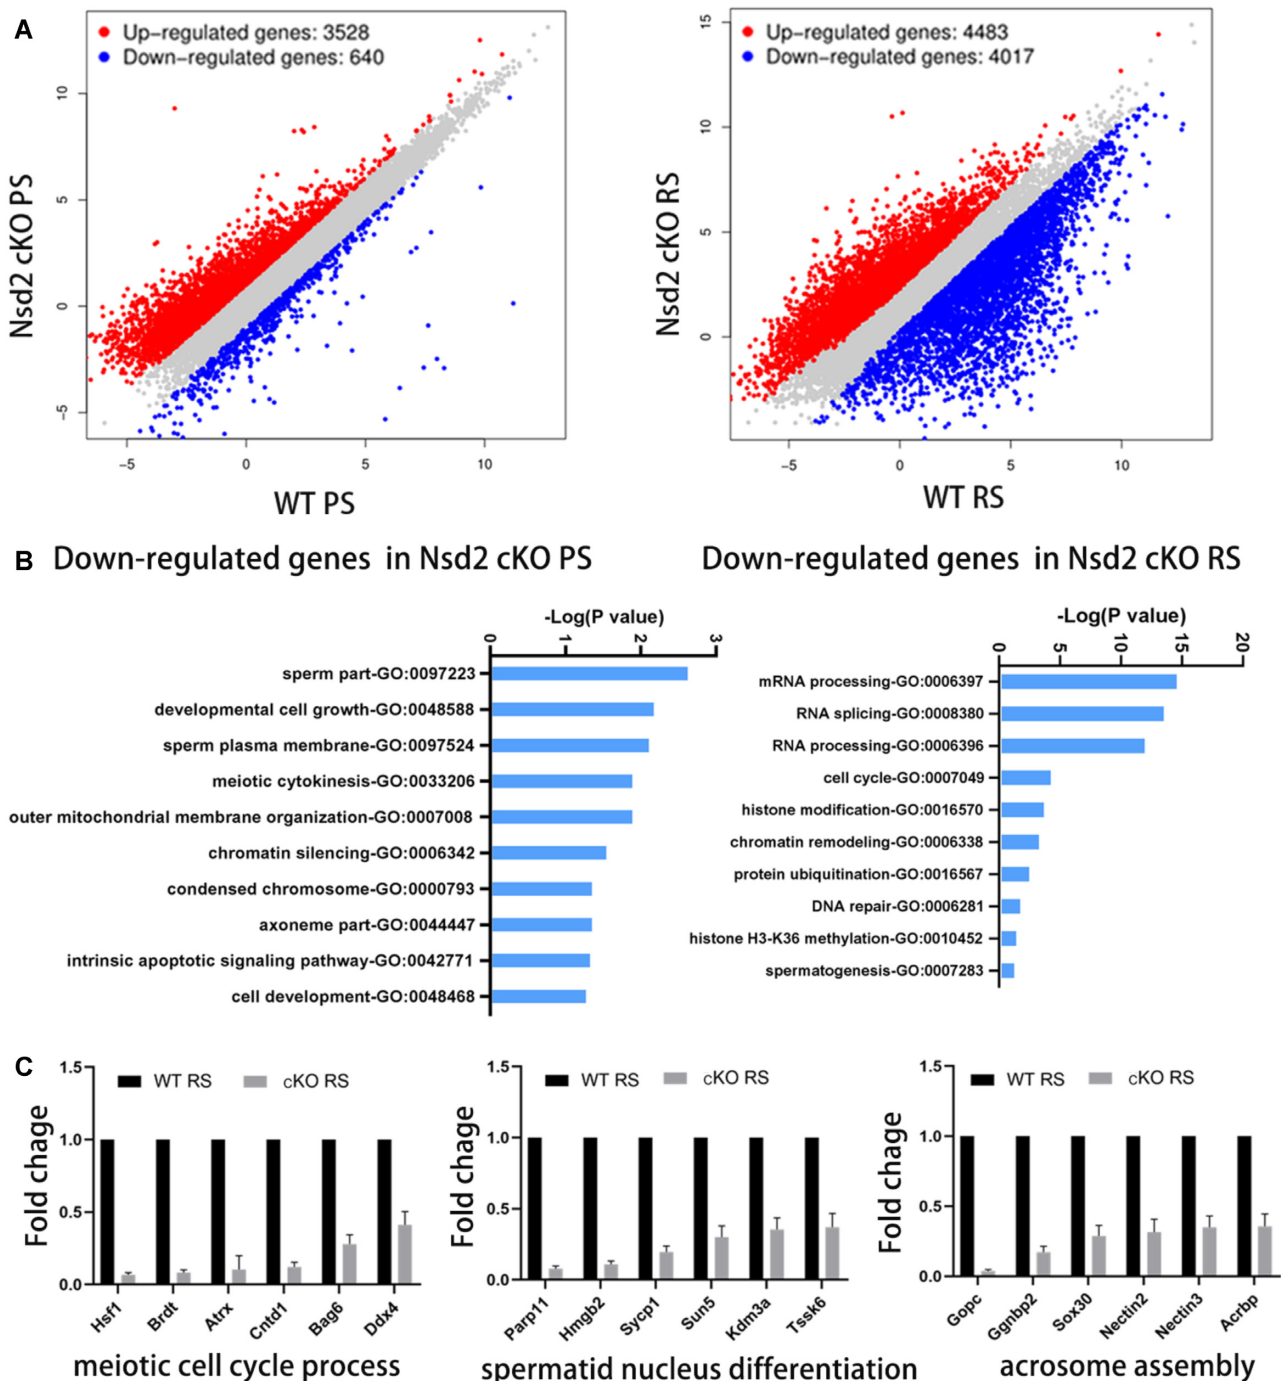 A
Up-regulated genes: 3528
Down-regulated genes: 640
10
5
0
-5
-5 0 5 10
Nsd2 cKO PS
WT PS
Up-regulated genes: 4483
Down-regulated genes: 4017
15
10
5
0
-5 0 5 10
Nsd2 cKO RS
WT RS
B Down-regulated genes in Nsd2 cKO PS
-Log(P value)
0 1 2 3
sperm part-GO:0097223
developmental cell growth-GO:0048588
sperm plasma membrane-GO:0097524
meiotic cytokinesis-GO:0033206
outer mitochondrial membrane organization-GO:0007008
chromatin silencing-GO:0006342
condensed chromosome-GO:0000793
axoneme part-GO:0044447
intrinsic apoptotic signaling pathway-GO:0042771
cell development-GO:0048468
Down-regulated genes in Nsd2 cKO RS
-Log(P value)
0 5 10 15 20
mRNA processing-GO:0006397
RNA splicing-GO:0008380
RNA processing-GO:0006396
cell cycle-GO:0007049
histone modification-GO:0016570
chromatin remodeling-GO:0006338
protein ubiquitination-GO:0016567
DNA repair-GO:0006281
histone H3-K36 methylation-GO:0010452
spermatogenesis-GO:0007283
C
1.5
1.0
0.5
0.0
Fold chage
WT RS cKO RS
Hsf1 Brdt Atrx Cntd1 Bag6 Ddx4
meiotic cell cycle process
1.5
1.0
0.5
0.0
Fold chage
WT RS cKO RS
Parp11 Hmgb2 Sycp1 Sun5 Kdm3a Tssk6
spermatid nucleus differentiation
1.5
1.0
0.5
0.0
Fold chage
WT RS cKO RS
Gopc Ggnbp2 Sox30 Nectin2 Nectin3 Acrbp
acrosome assembly